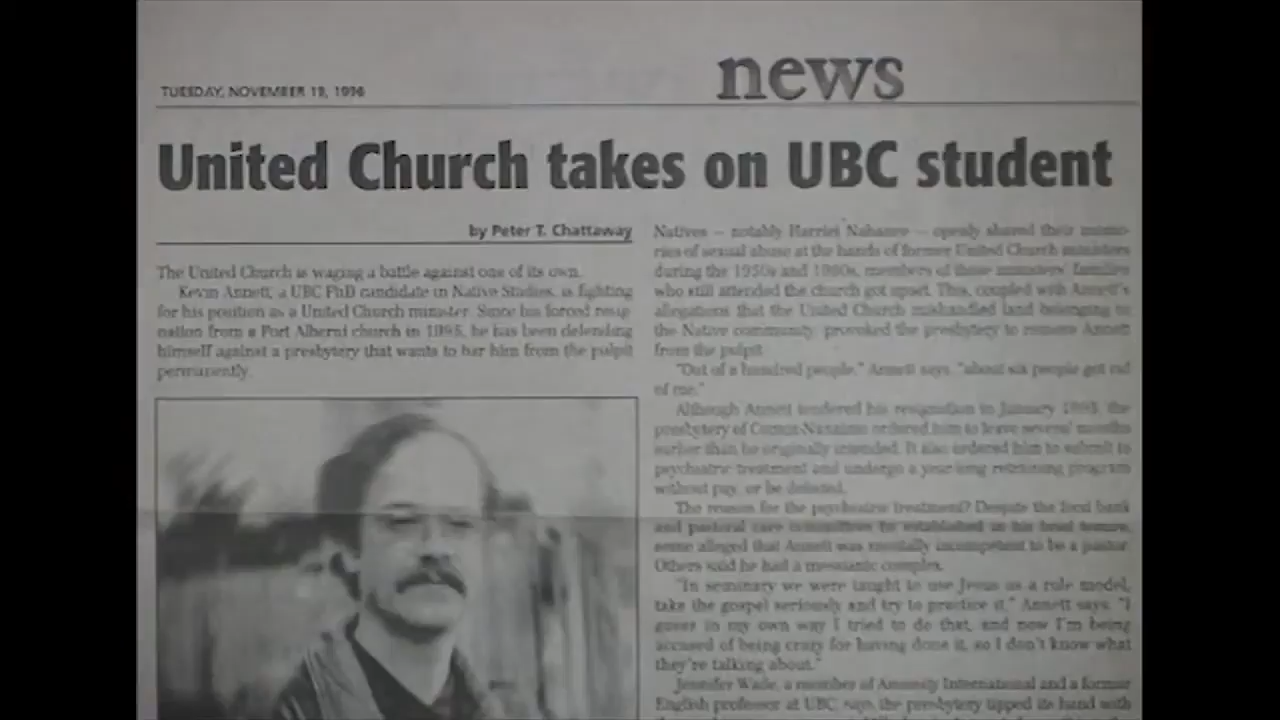 TUESDAY, NOVEMBER 19, 1996
news
United Church takes on UBC student
by Peter T. Chattaway
The United Church is waging a battle against one of its own.
Kevin Annett, a UBC PhD candidate in Native Studies, is fighting
for his position as a United Church minister. Since his forced resig-
nation from a Port Alberni church in 1995, he has been defending
himself against a presbytery that wants to bar him from the pulpit
permanently.
Natives — notably Harriet — openly shared their memo-
ries of sexual abuse at the hands of former United Church ministers
during the 1950s and 1960s, members of those ministers' families
who still attended the church got upset. This, coupled with Annett's
allegations that the United Church mishandled land belonging to
the Native community, provoked the presbytery to remove Annett
from the pulpit.
"Out of a hundred people," Annett says, "about six people got rid
of me."
Although Annett tendered his resignation in January 1995, the
presbytery of Comox-Nanaimo ordered him to leave several months
earlier than he originally intended. It also ordered him to submit to
psychiatric treatment and undergo a year-long retraining program
without pay, or be delisted.
The reason for the psychiatric treatment? Despite the food bank
and pastoral care committees he established in his brief tenure,
some alleged that Annett was mentally incompetent to be a pastor.
Others said he had a messianic complex.
"In seminary we were taught to use Jesus as a role model,
take the gospel seriously and try to practice it," Annett says. "I
guess in my own way I tried to do that, and now I'm being
accused of being crazy for having done it, so I don't know what
they're talking about."
Jennifer Wade, a member of Amnesty International and a former
English professor at UBC, says the presbytery tipped its hand with